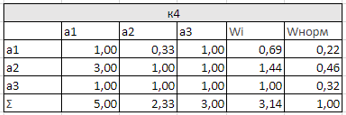 к4
a1 a2 a3 Wi Wнорм
a1 1,00 0,33 1,00 0,69 0,22
a2 3,00 1,00 1,00 1,44 0,46
a3 1,00 1,00 1,00 1,00 0,32
Σ 5,00 2,33 3,00 3,14 1,00